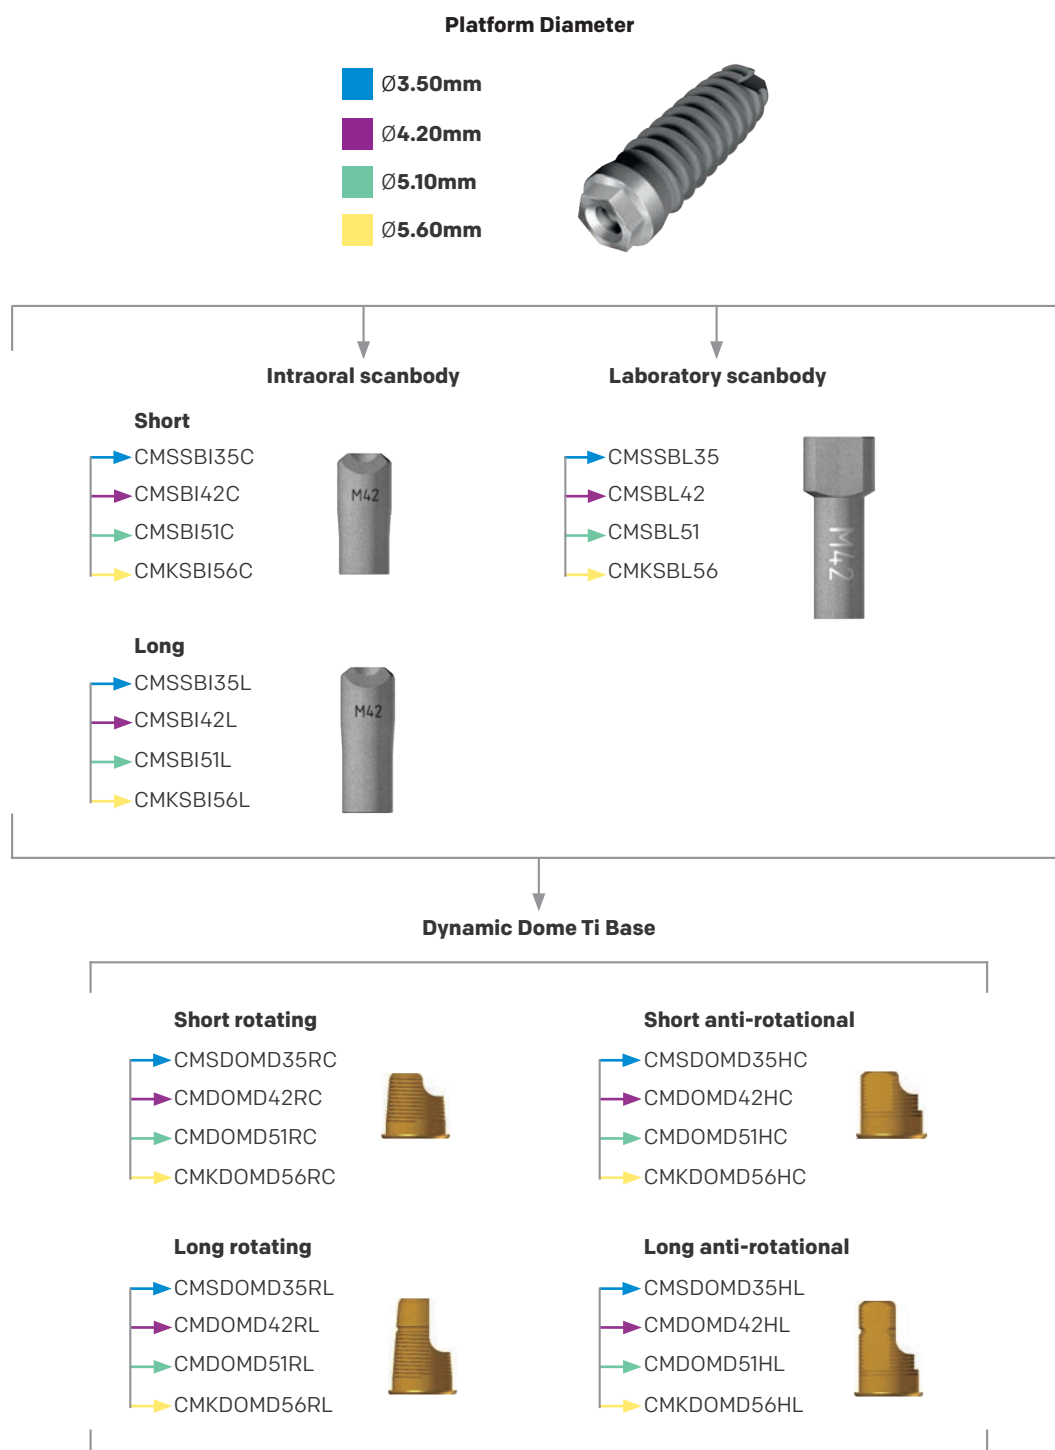 Platform Diameter
Ø3.50mm
Ø4.20mm
Ø5.10mm
Ø5.60mm
Intraoral scanbody
Short
CMSSBI35C
CMSBI42C
CMSBI51C
CMKSBI56C
M42
Long
CMSSBI35L
CMSBI42L
CMSBI51L
CMKSBI56L
M42
Laboratory scanbody
CMSSBL35
CMSBL42
CMSBL51
CMKSBL56
M42
Dynamic Dome Ti Base
Short rotating
CMSDOMD35RC
CMDOMD42RC
CMDOMD51RC
CMKDOMD56RC
Short anti-rotational
CMSDOMD35HC
CMDOMD42HC
CMDOMD51HC
CMKDOMD56HC
Long rotating
CMSDOMD35RL
CMDOMD42RL
CMDOMD51RL
CMKDOMD56RL
Long anti-rotational
CMSDOMD35HL
CMDOMD42HL
CMDOMD51HL
CMKDOMD56HL